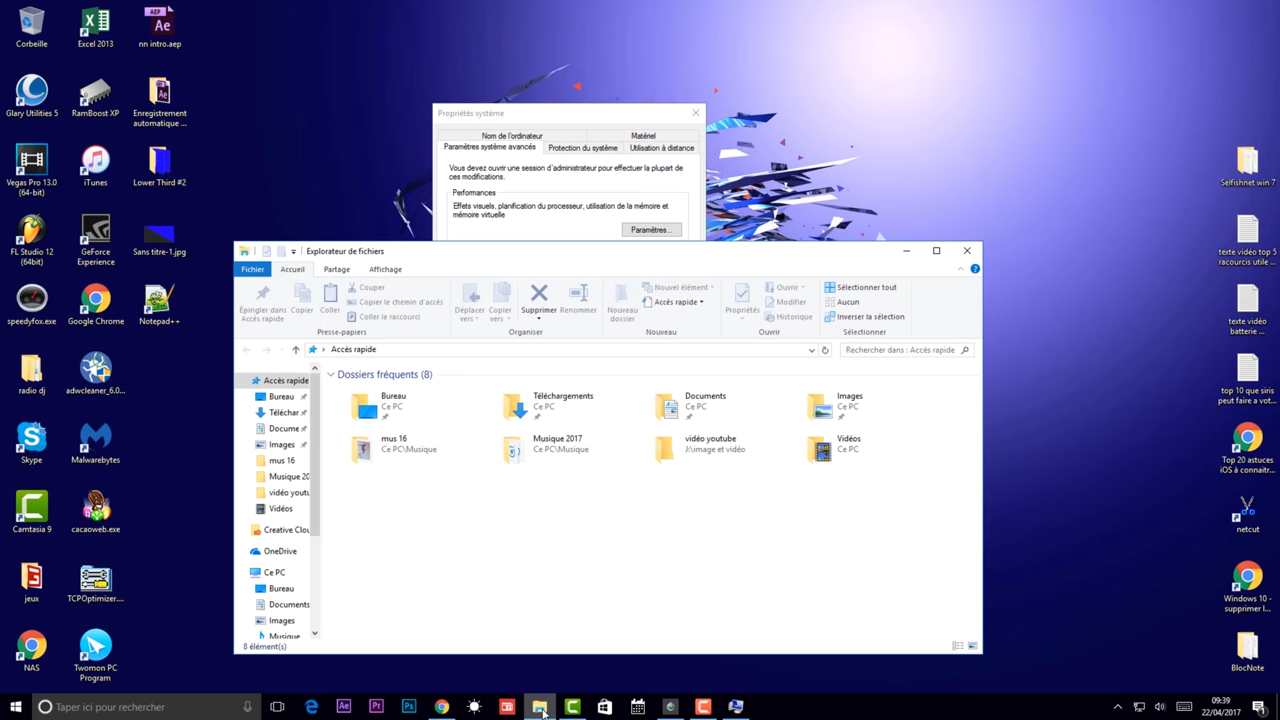 Corbeille
Excel 2013
nn intro.aep
Glary Utilities 5
RamBoost XP
Enregistrement
automatique ...
Vegas Pro 13.0
(64-bit)
iTunes
Lower Third #2
FL Studio 12
(64bit)
GeForce
Experience
Sans titre-1.jpg
speedyfox.exe
Google Chrome
Notepad++
radio dj
adwcleaner_6.0...
Skype
Malwarebytes
Camtasia 9
cacaoweb.exe
jeux
TCPOptimizer....
NAS
Twomon PC
Program
Propriétés système
Nom de l'ordinateur
Matériel
Paramètres système avancés
Protection du système
Utilisation à distance
Vous devez ouvrir une session d'administrateur pour effectuer la plupart de
ces modifications.
Performances
Effets visuels, planification du processeur, utilisation de la mémoire et
mémoire virtuelle
Paramètres...
Explorateur de fichiers
Fichier
Accueil
Partage
Affichage
Épingler dans
Accès rapide
Copier
Coller
Couper
Copier le chemin d'accès
Coller le raccourci
Presse-papiers
Déplacer
vers
Copier
vers
Supprimer
Renommer
Organiser
Nouveau
dossier
Nouvel élément
Accès rapide
Nouveau
Propriétés
Ouvrir
Modifier
Historique
Ouvrir
Sélectionner tout
Aucun
Inverser la sélection
Sélectionner
Accès rapide
Rechercher dans : Accès rapide
Accès rapide
Bureau
Téléchar
Docume
Images
mus 16
Musique 20
vidéo youtu
Vidéos
Creative Clou
OneDrive
Ce PC
Bureau
Documents
Images
Musique
Dossiers fréquents (8)
Bureau
Ce PC
Téléchargements
Ce PC
Documents
Ce PC
Images
Ce PC
mus 16
Ce PC\Musique
Musique 2017
Ce PC\Musique
vidéo youtube
J:\image et vidéo
Vidéos
Ce PC
8 élément(s)
Selfishnet win 7
texte vidéo top 5
racourcis utile ...
texte vidéo
batterie ...
top 10 que siris
peut faire a vot...
Top 20 astuces
iOS à connaitr...
netcut
Windows 10 -
supprimer l...
BlocNote
Taper ici pour rechercher
09:39
22/04/2017